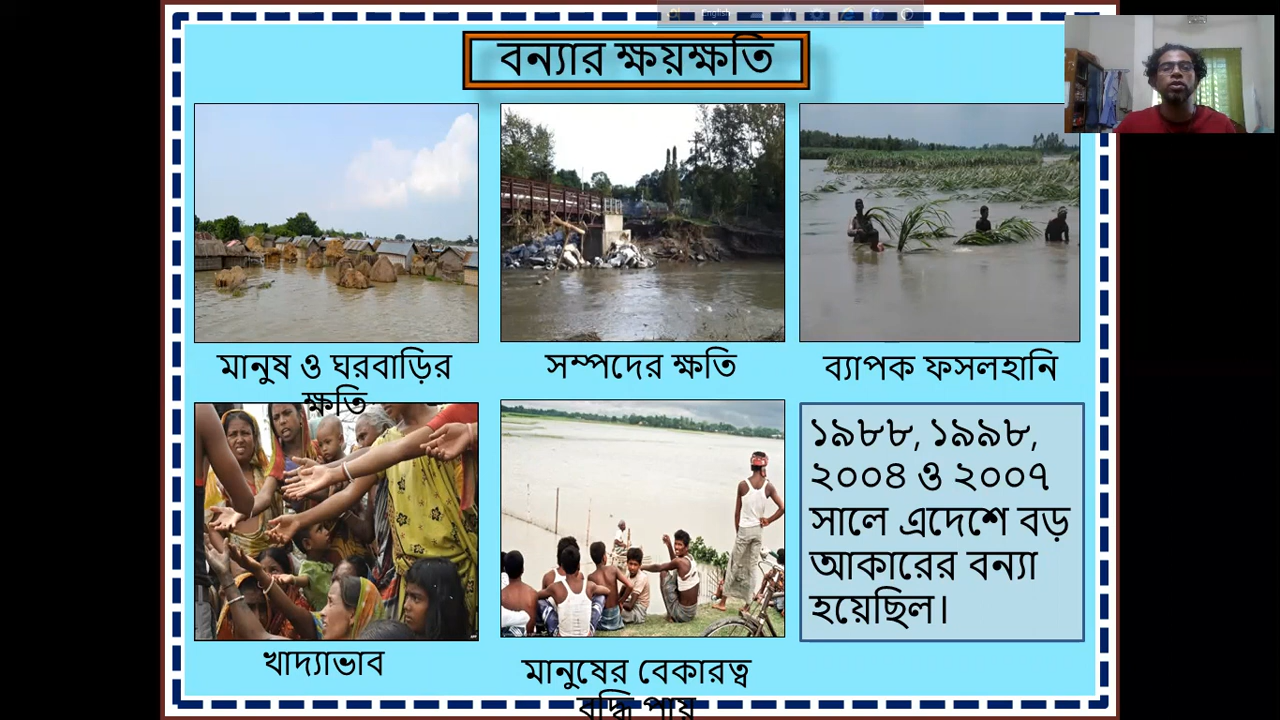 English
বন্যার ক্ষয়ক্ষতি
মানুষ ও ঘরবাড়ির
ক্ষতি
সম্পদের ক্ষতি
ব্যাপক ফসলহানি
খাদ্যাভাব
মানুষের বেকারত্ব
বৃদ্ধি পায়
১৯৮৮, ১৯৯৮,
২০০৪ ও ২০০৭
সালে এদেশে বড়
আকারের বন্যা
হয়েছিল।